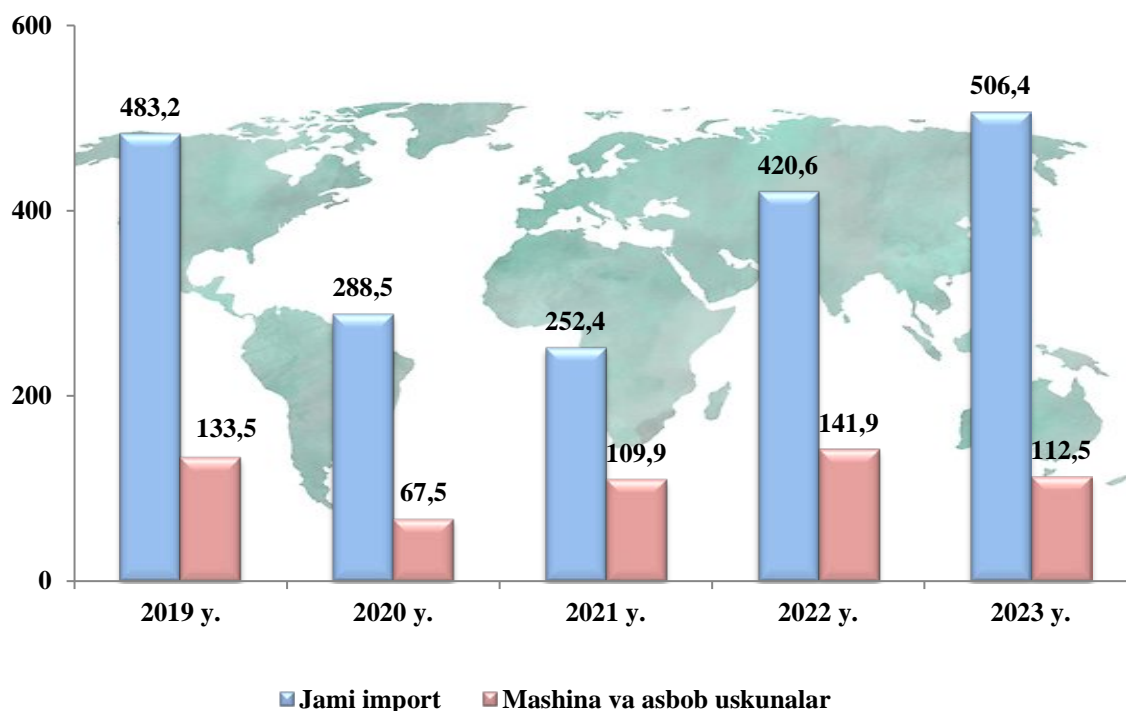 600
483,2
506,4
420,6
400
288,5
252,4
200
133,5
67,5
109,9
141,9
112,5
0
2019 y.
2020 y.
2021 y.
2022 y.
2023 y.
Jami import
Mashina va asbob uskunalar